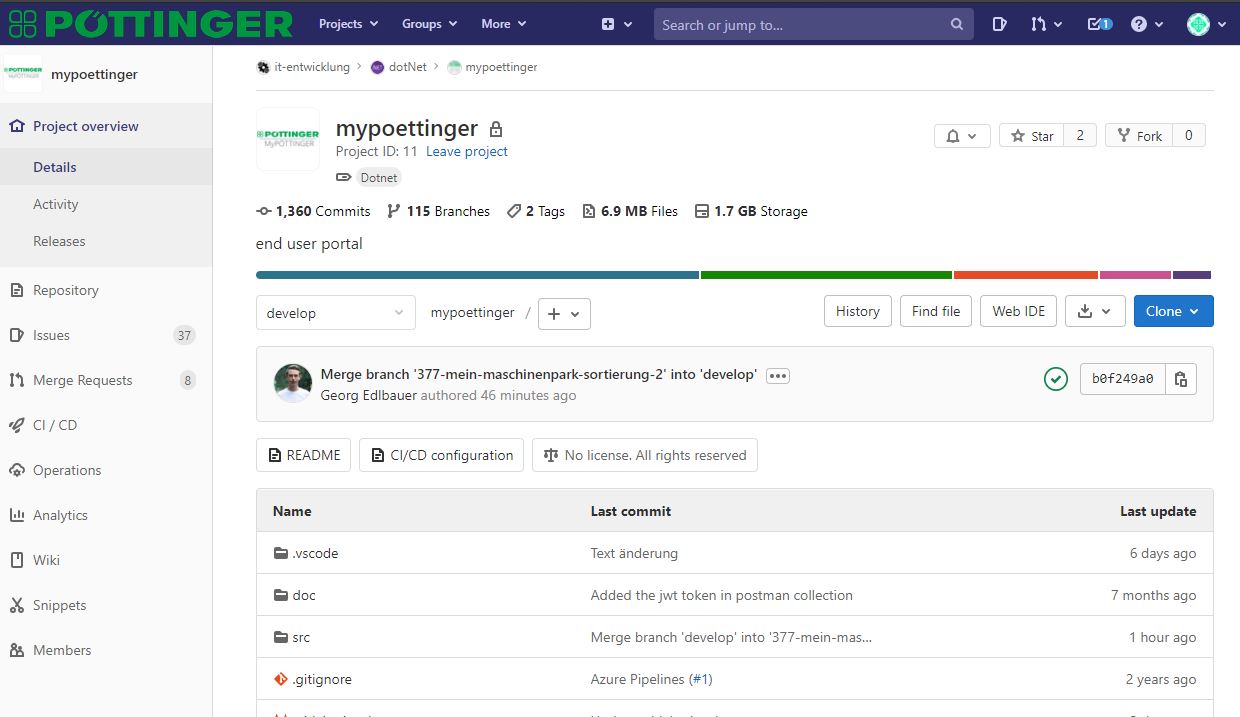 PÖTTINGER Projects Groups More Search or jump to... 1
PÖTTINGER MyPÖTTINGER mypoettinger
Project overview
Details
Activity
Releases
Repository
Issues 37
Merge Requests 8
CI / CD
Operations
Analytics
Wiki
Snippets
Members
it-entwicklung > dotNet > mypoettinger
PÖTTINGER
MyPÖTTINGER
mypoettinger
Project ID: 11 Leave project
Dotnet
Star 2 Fork 0
1,360 Commits 115 Branches 2 Tags 6.9 MB Files 1.7 GB Storage
end user portal
develop mypoettinger / + History Find file Web IDE Clone
Merge branch '377-mein-maschinenpark-sortierung-2' into 'develop'
Georg Edlbauer authored 46 minutes ago
b0f249a0
README CI/CD configuration No license. All rights reserved
Name Last commit Last update
.vscode Text änderung 6 days ago
doc Added the jwt token in postman collection 7 months ago
src Merge branch 'develop' into '377-mein-mas... 1 hour ago
.gitignore Azure Pipelines (#1) 2 years ago